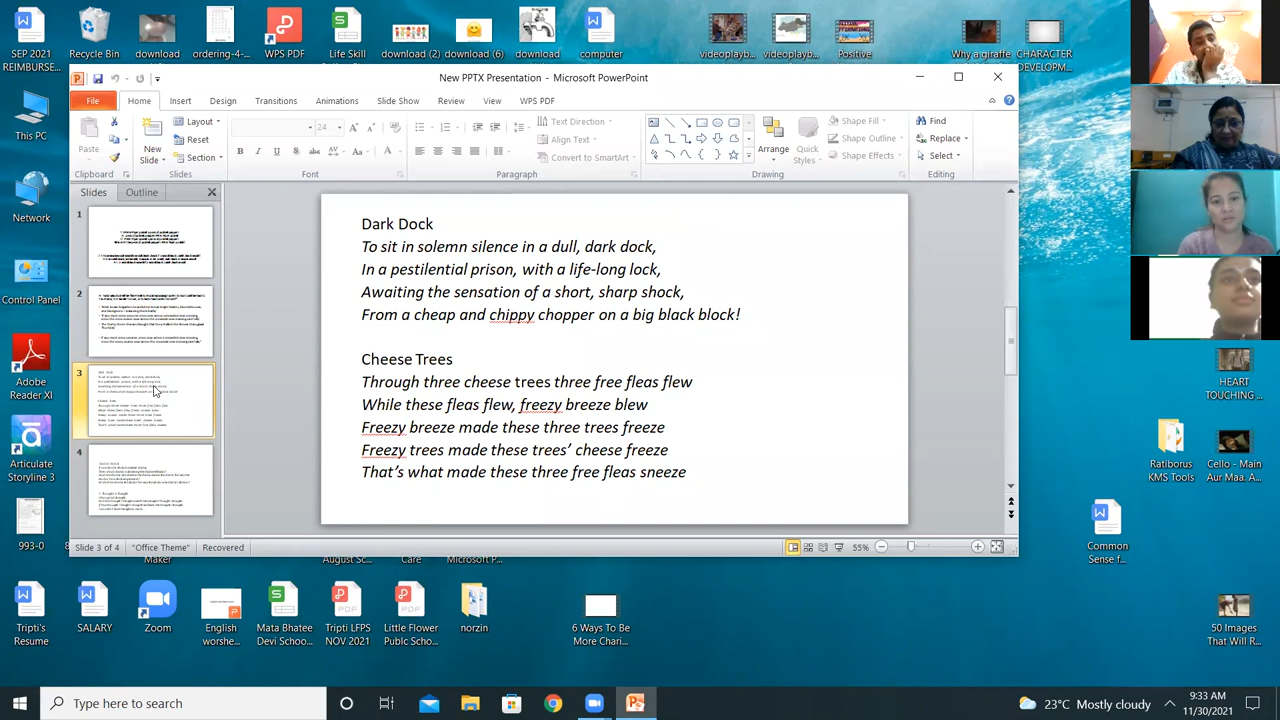 SEP 2021
REIMBURSE...
Recycle Bin
download
ordering-4-...
WPS PDF
Life Skill
download (2)
download (6)
download
computer
videoplayb...
videoplayb...
Positive
Why a giraffe
CHARACTER
DEVELOPM...
New PPTX Presentation - Microsoft PowerPoint
File Home Insert Design Transitions Animations Slide Show Review View WPS PDF
Paste
New
Slide
Layout
Reset
Section
24
Text Direction
Align Text
Convert to SmartArt
Arrange
Quick
Styles
Shape Fill
Shape Outline
Shape Effects
Find
Replace
Select
Clipboard Slides Font Paragraph Drawing Editing
Slides Outline
1
2
3
4
Dark Dock
To sit in solemn silence in a dull, dark dock,
In a pestilential prison, with a life-long lock,
Awaiting the sensation of a short, sharp shock,
From a cheap and chippy chopper on a big black block!
Cheese Trees
Through three cheese trees three free fleas flew
While these fleas flew, freezy breeze blew
Freezy breeze made these three trees freeze
Freezy trees made these trees’ cheese freeze
That’s what made these three free fleas sneeze
Slide 3 of 4 "Office Theme" Recovered 55%
This PC
Network
Control Panel
Adobe
Reader XI
Articulate
Storyline 3
993-0
Maker
August Sc...
Care
Microsoft P...
HEART
TOUCHING ...
Ratiborus
KMS Tools
Cello - Main
Aur Maa. A...
Common
Sense f...
Tripti's
Resume
SALARY
Zoom
English
worshe...
Mata Bhatee
Devi Schoo...
Tripti LFPS
NOV 2021
Little Flower
Publc Scho...
norzin
6 Ways To Be
More Chari...
50 Images
That Will R...
Type here to search
23°C Mostly cloudy
9:33 AM
11/30/2021